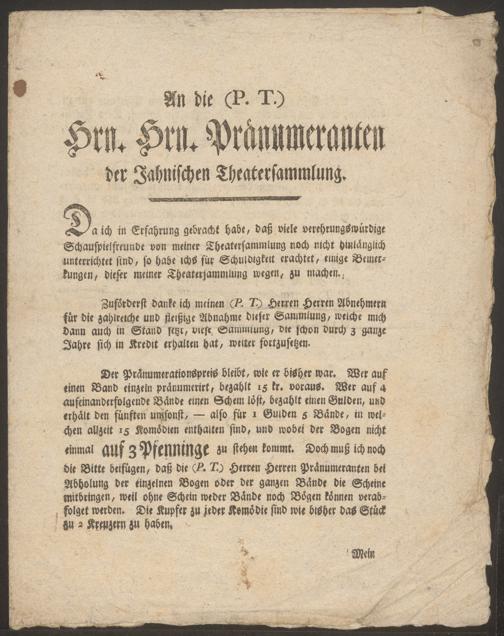 An die (P. T.)
Hrn. Hrn. Pränumeranten
der Jahnischen Theatersammlung.
Da ich in Erfahrung gebracht habe, daß viele verehrungswürdige
Schauspielfreunde von meiner Theatersammlung noch nicht hinlänglich
unterrichtet sind, so habe ichs für Schuldigkeit erachtet, einige Bemer-
kungen, dieser meiner Theatersammlung wegen, zu machen.
Zuförderst danke ich meinen (P. T.) Herren Herren Abnehmern
für die zahlreiche und fleißige Abnahme dieser Sammlung, welche mich
dann auch in Stand setzt, diese Sammlung, die schon durch 3 ganze
Jahre sich in Kredit erhalten hat, weiter fortzusetzen.
Der Pränumerationspreis bleibt, wie er bisher war. Wer auf
einen Band einzeln pränumerirt, bezahlt 15 kr. voraus. Wer auf 4
aufeinanderfolgende Bände einen Schein löst, bezahlt einen Gulden, und
erhält den fünften umsonst, — also für 1 Gulden 5 Bände, in wel-
chen allzeit 15 Komödien enthalten sind, und wobei der Bogen nicht
einmal auf 3 Pfenninge zu stehen kommt. Doch muß ich noch
die Bitte beifügen, daß die (P. T.) Herren Herren Pränumeranten bei
Abholung der einzelnen Bogen oder der ganzen Bände die Scheine
mitbringen, weil ohne Schein weder Bände noch Bögen können verab-
folget werden. Die Kupfer zu jeder Komödie sind wie bisher das Stück
zu 2 Kreuzern zu haben.
Mein